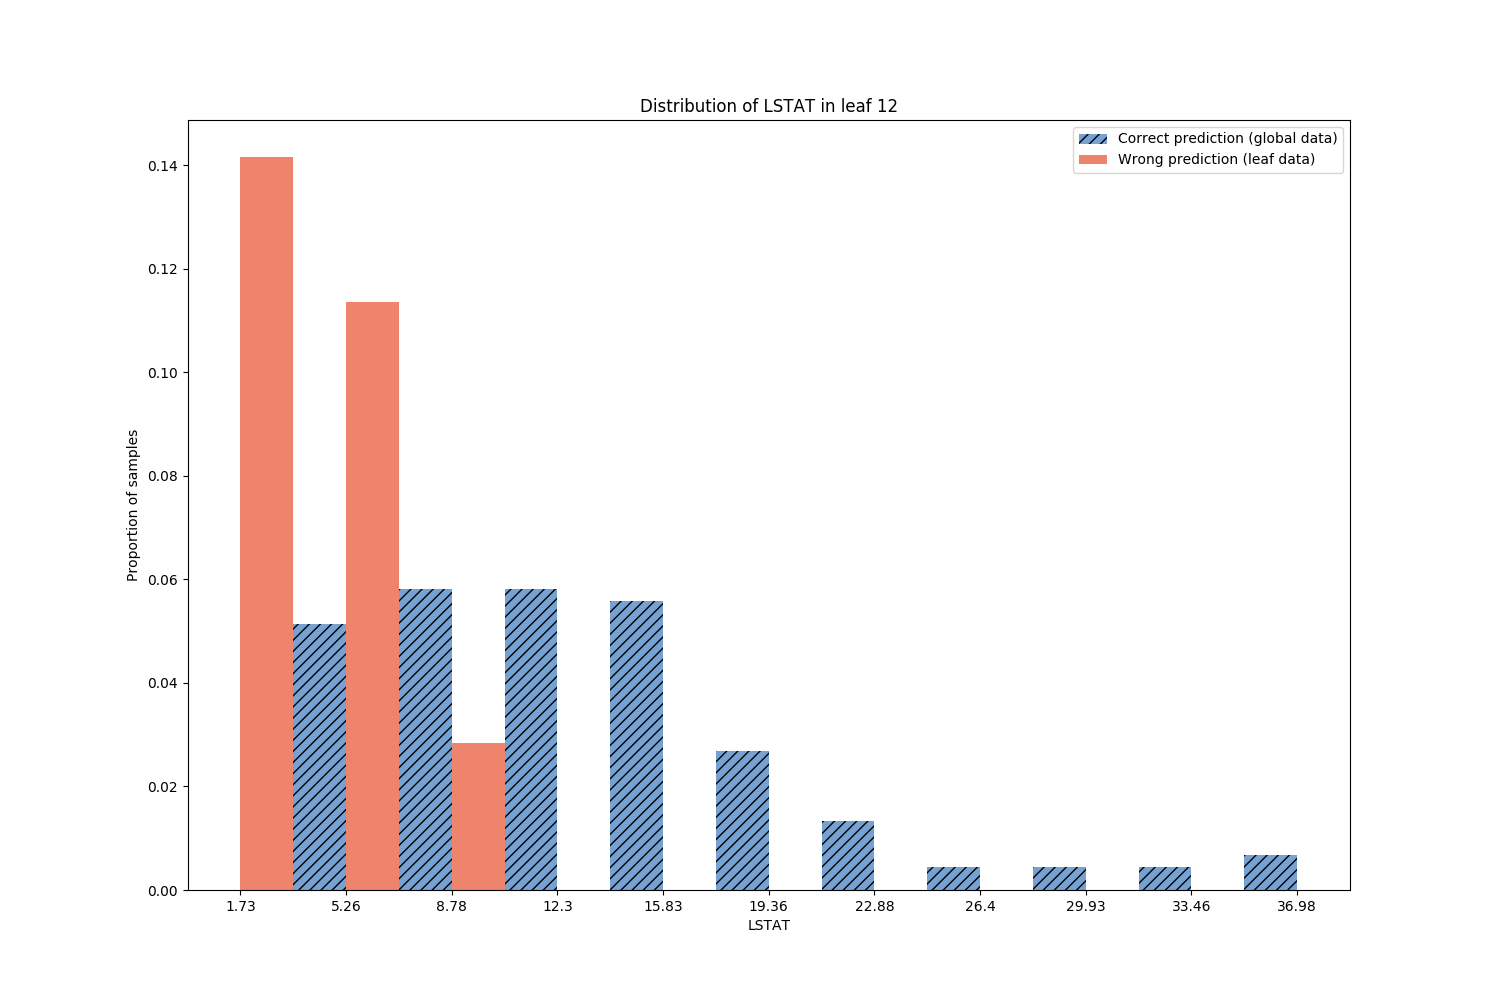 Distribution of LSTAT in leaf 12
Correct prediction (global data)
Wrong prediction (leaf data)
Proportion of samples
0.14
0.12
0.10
0.08
0.06
0.04
0.02
0.00
1.73 5.26 8.78 12.3 15.83 19.36 22.88 26.4 29.93 33.46 36.98
LSTAT